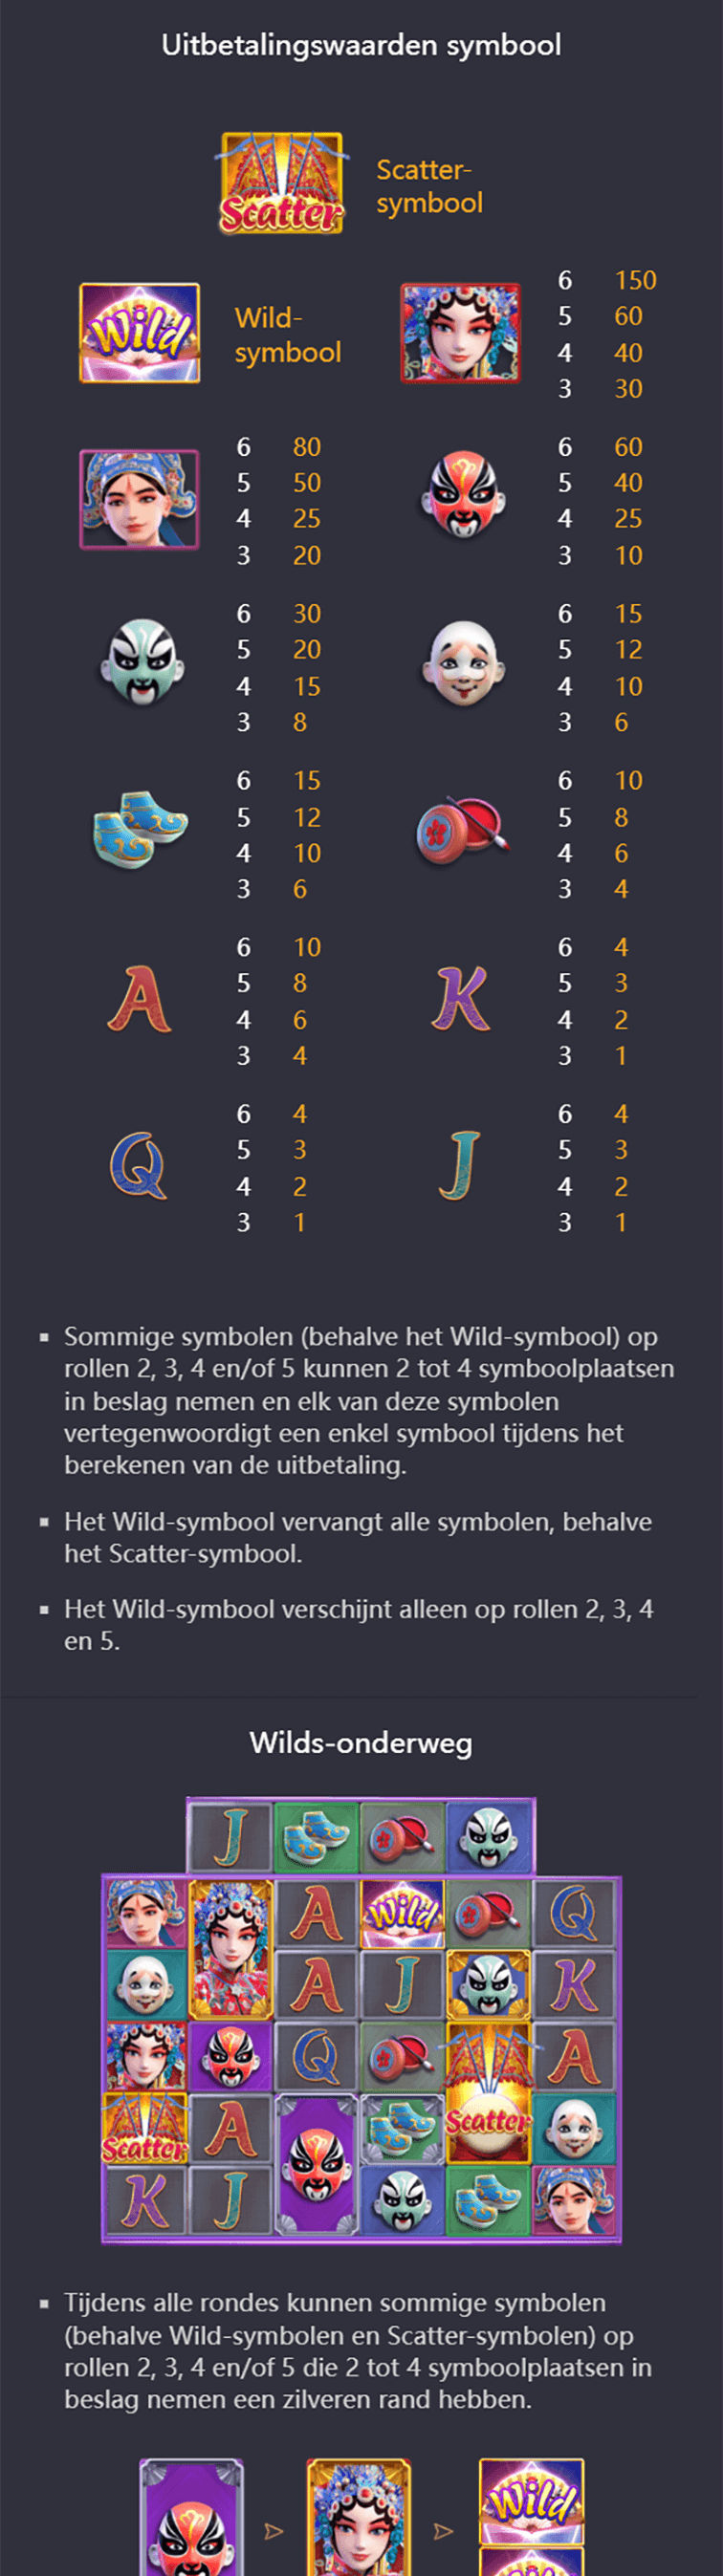 Uitbetalingswaarden symbool
Scatter
Scatter-
symbool
Wild
Wild-
symbool
6 150
5 60
4 40
3 30
6 80
5 50
4 25
3 20
6 60
5 40
4 25
3 10
6 30
5 20
4 15
3 8
6 15
5 12
4 10
3 6
6 15
5 12
4 10
3 6
6 10
5 8
4 6
3 4
A
6 10
5 8
4 6
3 4
K
6 4
5 3
4 2
3 1
Q
6 4
5 3
4 2
3 1
J
6 4
5 3
4 2
3 1
▪ Sommige symbolen (behalve het Wild-symbool) op
rollen 2, 3, 4 en/of 5 kunnen 2 tot 4 symboolplaatsen
in beslag nemen en elk van deze symbolen
vertegenwoordigt een enkel symbool tijdens het
berekenen van de uitbetaling.
▪ Het Wild-symbool vervangt alle symbolen, behalve
het Scatter-symbool.
▪ Het Wild-symbool verschijnt alleen op rollen 2, 3, 4
en 5.
Wilds-onderweg
J
A Wild Q
A J K
Q A
Scatter A Scatter
K J
▪ Tijdens alle rondes kunnen sommige symbolen
(behalve Wild-symbolen en Scatter-symbolen) op
rollen 2, 3, 4 en/of 5 die 2 tot 4 symboolplaatsen in
beslag nemen een zilveren rand hebben.
Wild
Wild